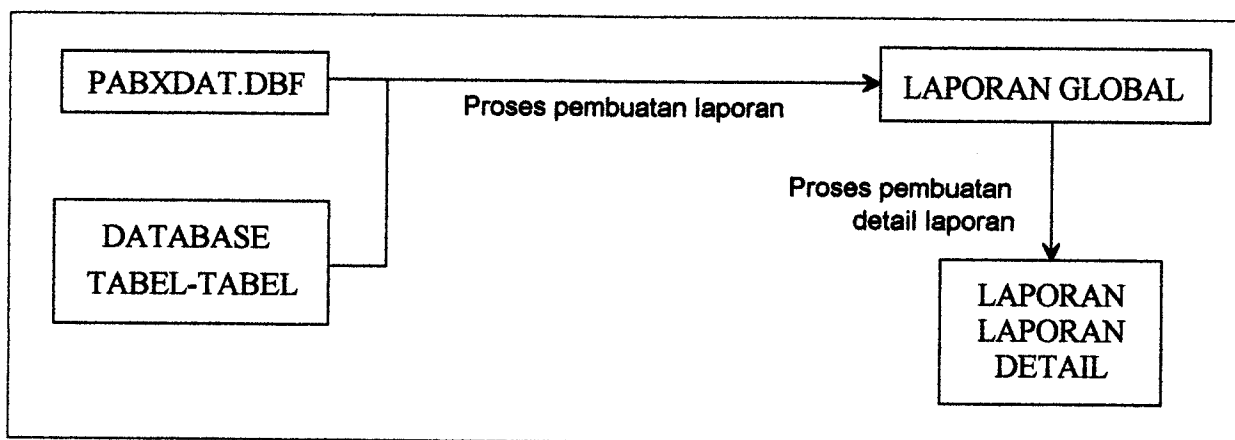 PABXDAT.DBF
Proses pembuatan laporan
LAPORAN GLOBAL
DATABASE
TABEL-TABEL
Proses pembuatan
detail laporan
LAPORAN
LAPORAN
DETAIL